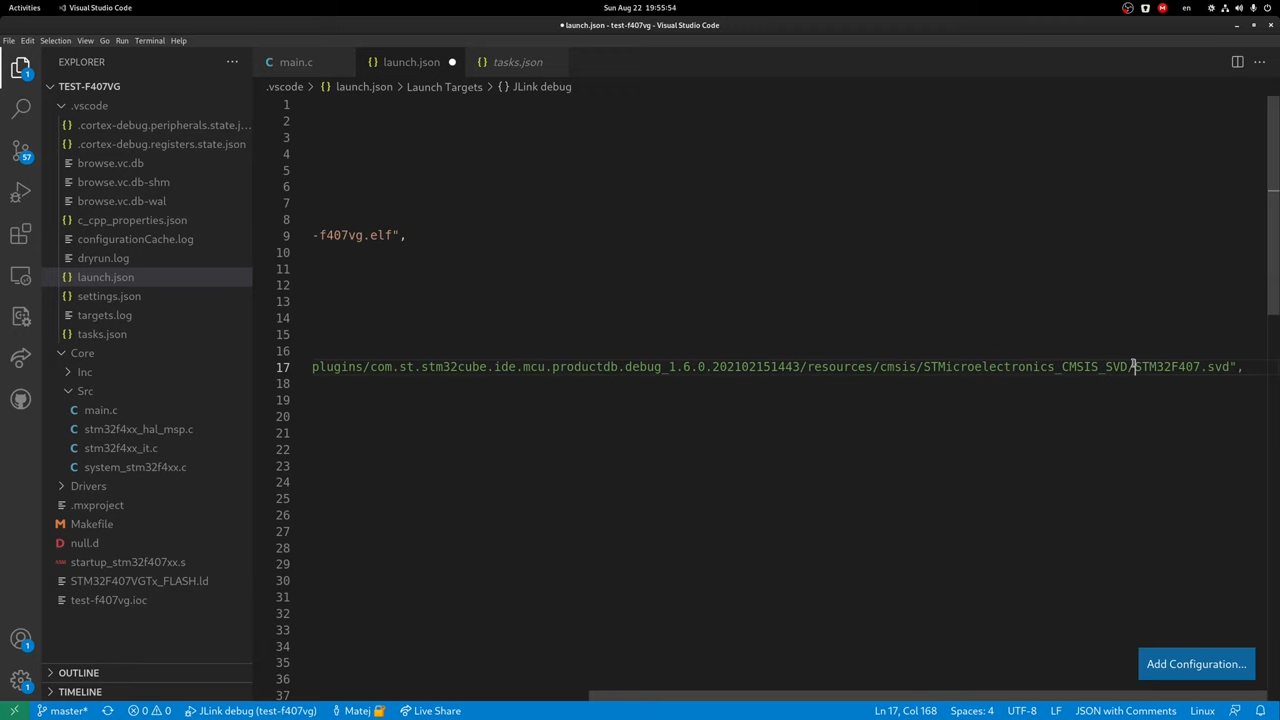 Activities Visual Studio Code Sun Aug 22 19:55:54 en
launch.json - test-f407vg - Visual Studio Code
File Edit Selection View Go Run Terminal Help
EXPLORER
main.c launch.json tasks.json
TEST-F407VG
.vscode launch.json Launch Targets JLink debug
.vscode
.cortex-debug.peripherals.state.j...
.cortex-debug.registers.state.json
browse.vc.db
browse.vc.db-shm
browse.vc.db-wal
c_cpp_properties.json
configurationCache.log
dryrun.log
launch.json
settings.json
targets.log
tasks.json
Core
Inc
Src
main.c
stm32f4xx_hal_msp.c
stm32f4xx_it.c
system_stm32f4xx.c
Drivers
.mxproject
Makefile
null.d
startup_stm32f407xx.s
STM32F407VGTx_FLASH.ld
test-f407vg.ioc
OUTLINE
TIMELINE
1
57
1
1
1
2
3
4
5
6
7
8
9 -f407vg.elf",
10
11
12
13
14
15
16
17 plugins/com.st.stm32cube.ide.mcu.productdb.debug_1.6.0.202102151443/resources/cmsis/STMicroelectronics_CMSIS_SVD/STM32F407.svd",
18
19
20
21
22
23
24
25
26
27
28
29
30
31
32
33
34
35
36
37
Add Configuration...
master* 0 0 JLink debug (test-f407vg) Matej Live Share Ln 17, Col 168 Spaces: 4 UTF-8 LF JSON with Comments Linux